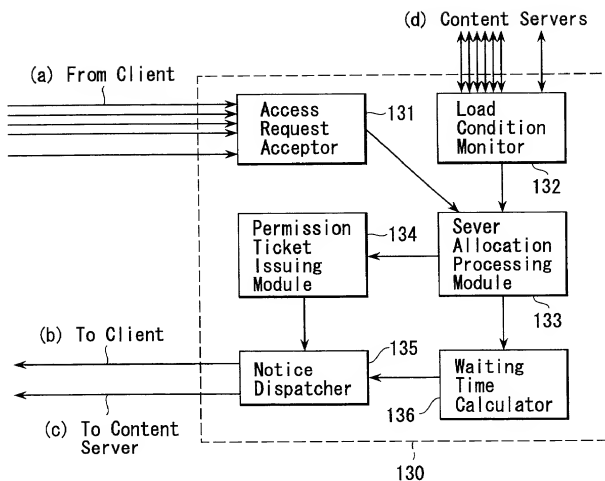 (d) Content Servers
(a) From Client
Access
Request
Acceptor
131
Load
Condition
Monitor
132
Permission
Ticket
Issuing
Module
134
Sever
Allocation
Processing
Module
133
(b) To Client
Notice
Dispatcher
135
Waiting
Time
Calculator
136
(c) To Content
Server
130